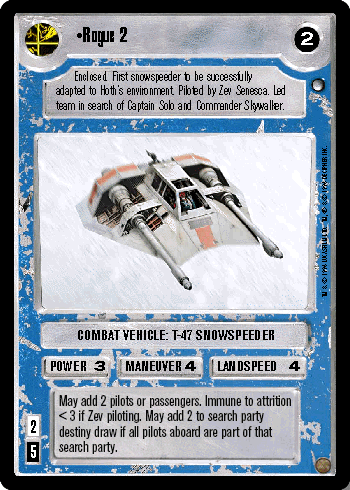 •Rogue 2
2
Enclosed. First snowspeeder to be successfully
adapted to Hoth's environment. Piloted by Zev Senesca. Led
team in search of Captain Solo and Commander Skywalker.
COMBAT VEHICLE: T-47 SNOWSPEEDER
POWER 3 MANEUVER 4 LANDSPEED 4
May add 2 pilots or passengers. Immune to attrition
< 3 if Zev piloting. May add 2 to search party
destiny draw if all pilots aboard are part of that
search party.
2
5